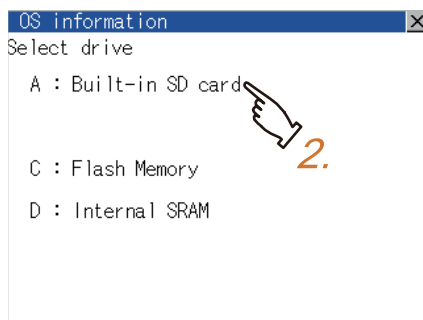 OS information
Select drive
A : Built-in SD card
2.
C : Flash Memory
D : Internal SRAM